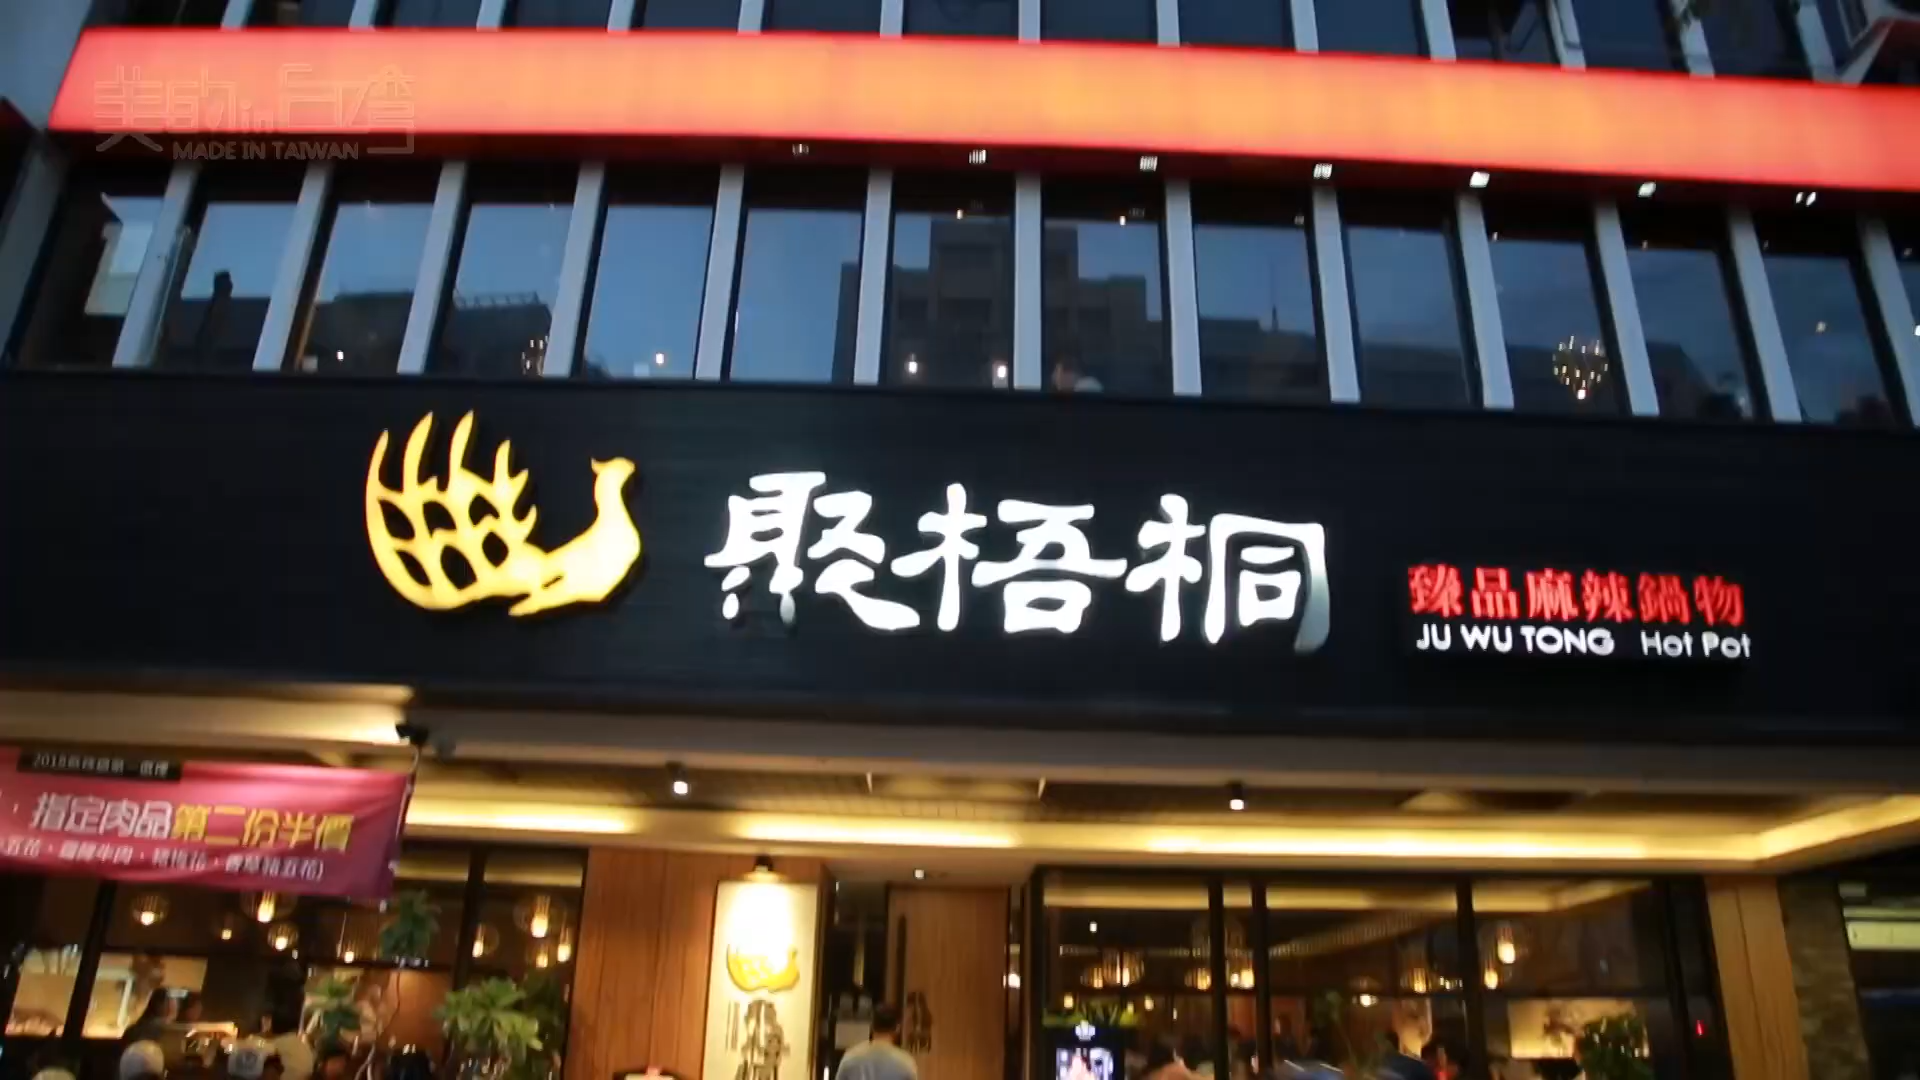 美的in台灣
MADE IN TAIWAN
聚梧桐
臻品麻辣鍋物
JU WU TONG Hot Pot
指定肉品第二份半價